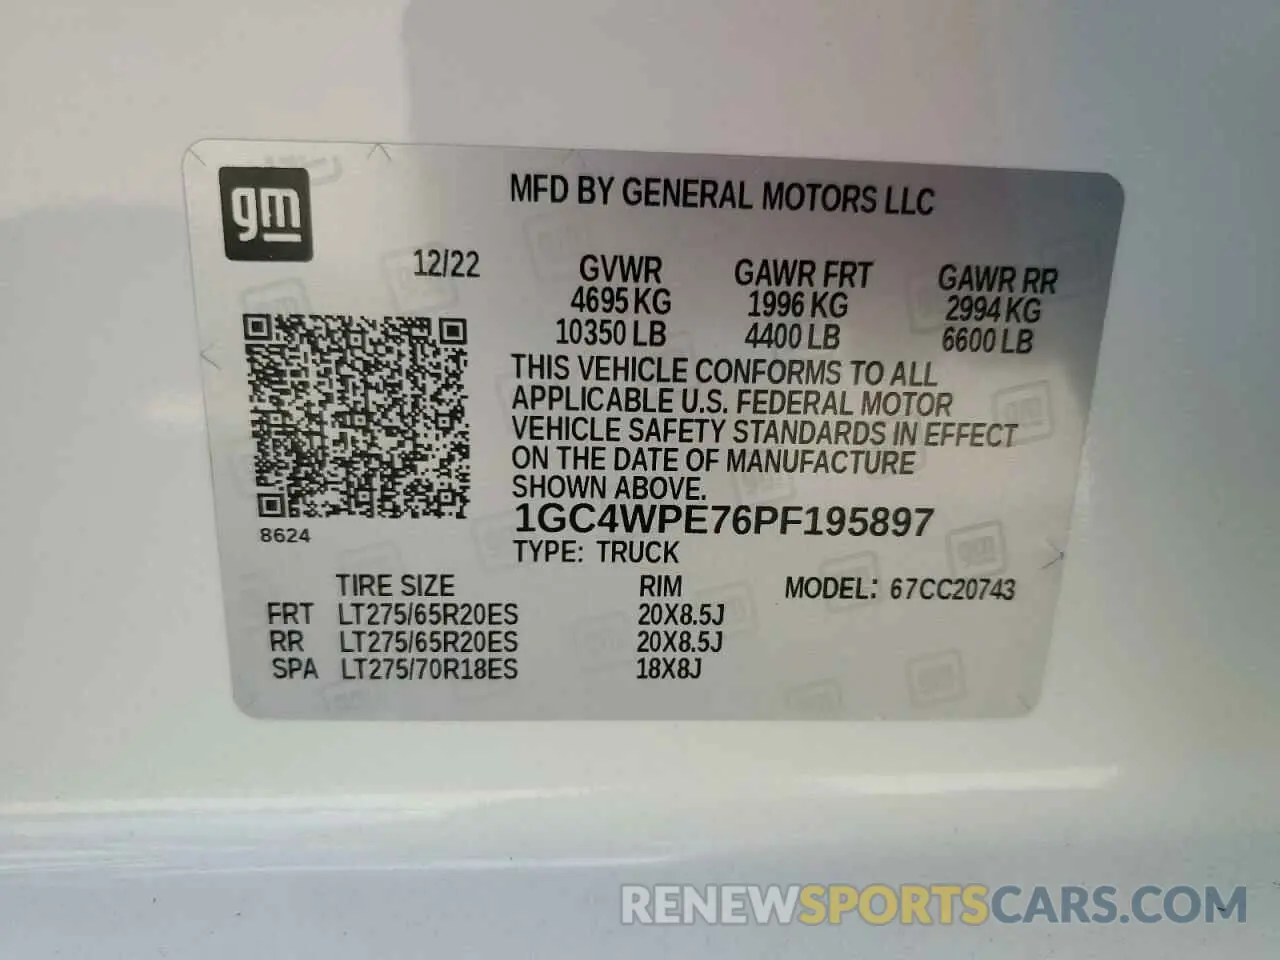 gm
MFD BY GENERAL MOTORS LLC
12/22 GVWR GAWR FRT GAWR RR
4695 KG 1996 KG 2994 KG
10350 LB 4400 LB 6600 LB
THIS VEHICLE CONFORMS TO ALL
APPLICABLE U.S. FEDERAL MOTOR
VEHICLE SAFETY STANDARDS IN EFFECT
ON THE DATE OF MANUFACTURE
SHOWN ABOVE.
8624
1GC4WPE76PF195897
TYPE: TRUCK
TIRE SIZE RIM MODEL: 67CC20743
FRT LT275/65R20ES 20X8.5J
RR LT275/65R20ES 20X8.5J
SPA LT275/70R18ES 18X8J
RENEWSPORTSCARS.COM